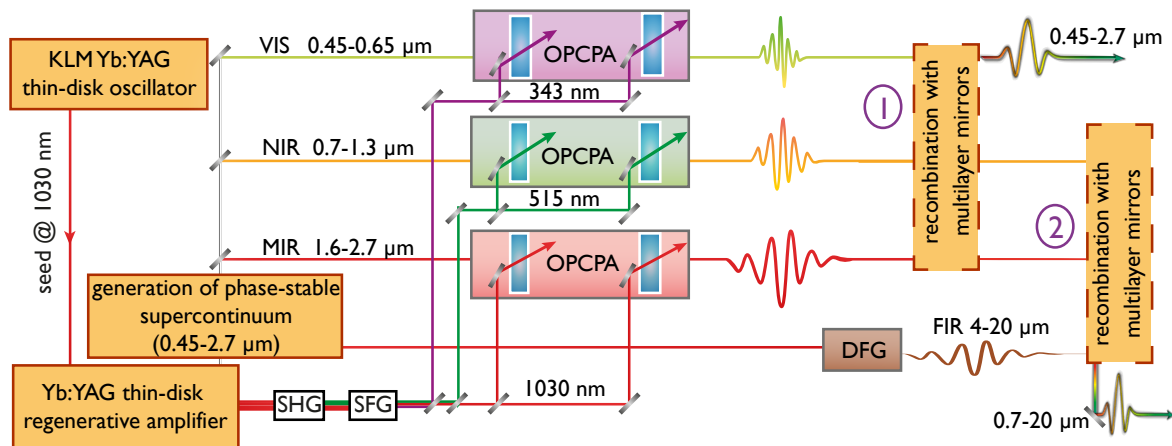 KLM Yb:YAG
thin-disk oscillator
seed @ 1030 nm
VIS 0.45-0.65 µm
OPCPA
343 nm
NIR 0.7-1.3 µm
OPCPA
515 nm
MIR 1.6-2.7 µm
OPCPA
generation of phase-stable
supercontinuum
(0.45-2.7 µm)
Yb:YAG thin-disk
regenerative amplifier
SHG
SFG
1030 nm
DFG
FIR 4-20 µm
1
recombination with
multilayer mirrors
0.45-2.7 µm
2
recombination with
multilayer mirrors
0.7-20 µm